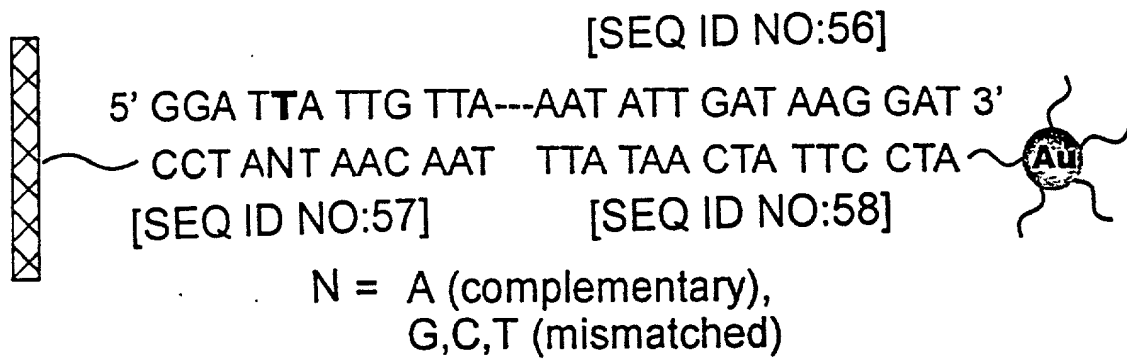 [SEQ ID NO:56]
5' GGA TTA TTG TTA---AAT ATT GAT AAG GAT 3'
CCT ANT AAC AAT TTA TAA CTA TTC CTA Au
[SEQ ID NO:57] [SEQ ID NO:58]
N = A (complementary),
G,C,T (mismatched)